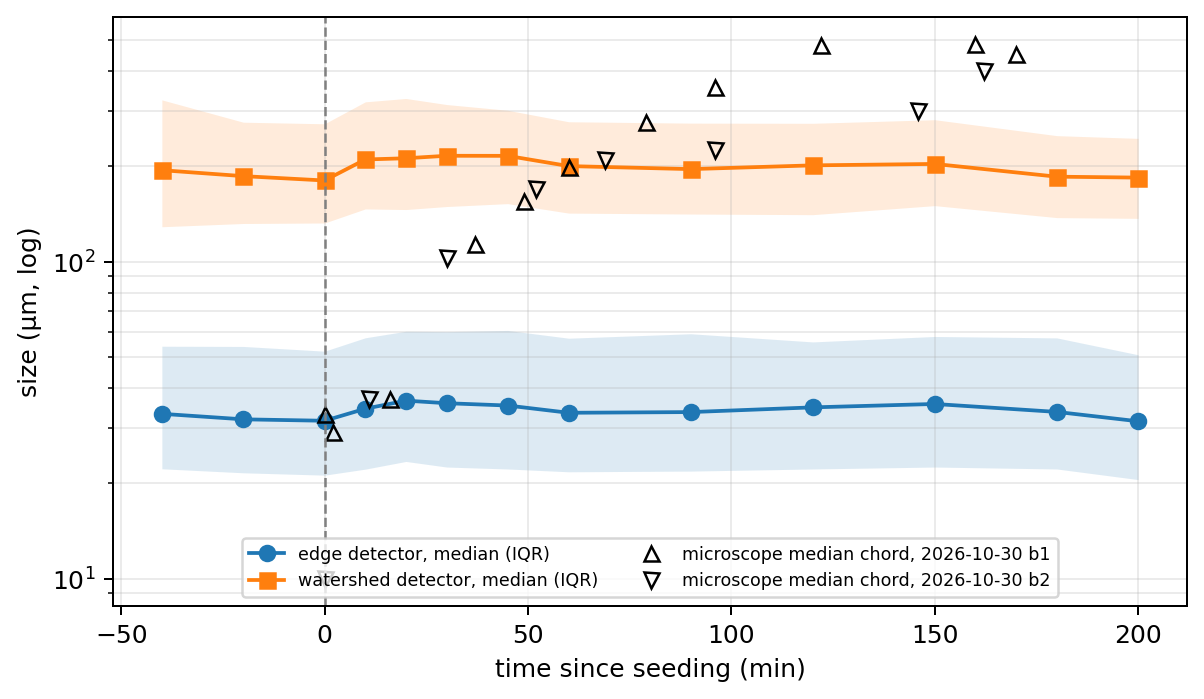 size (µm, log)
10²
10¹
edge detector, median (IQR)
watershed detector, median (IQR)
microscope median chord, 2026-10-30 b1
microscope median chord, 2026-10-30 b2
−50 0 50 100 150 200
time since seeding (min)